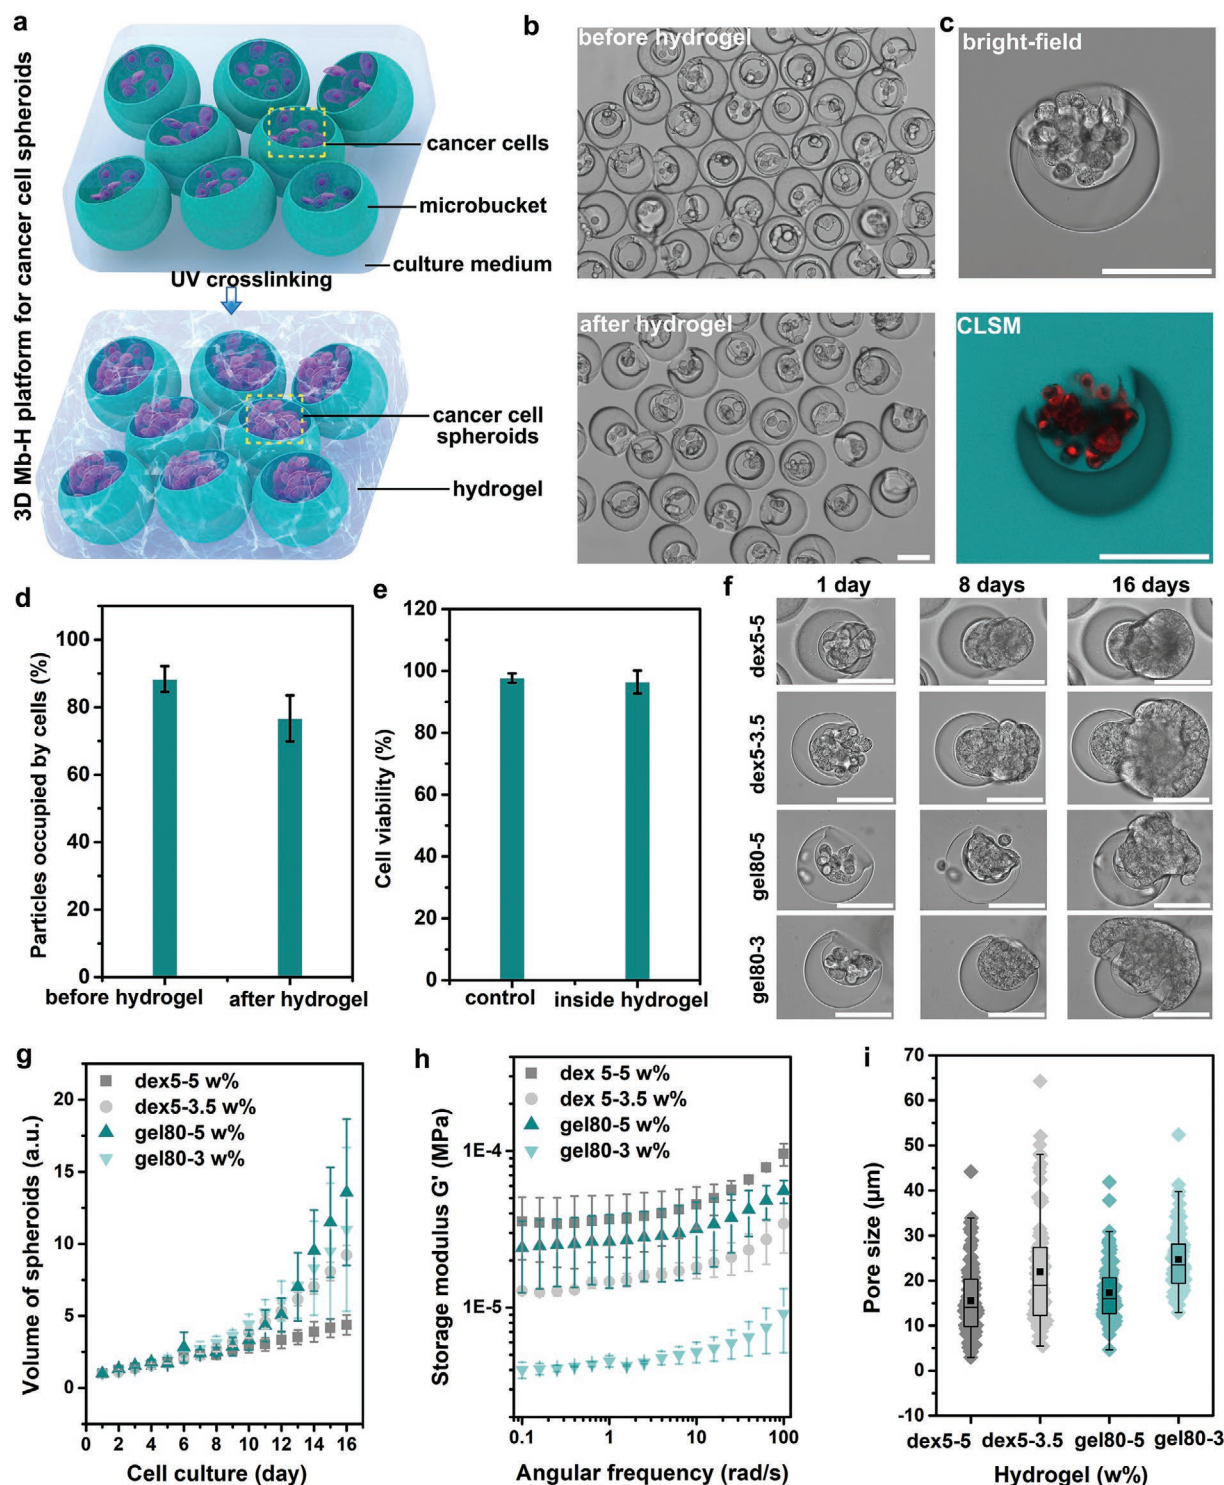 a
3D Mb-H platform for cancer cell spheroids
cancer cells
microbucket
culture medium
UV crosslinking
cancer cell
spheroids
hydrogel
b
before hydrogel
after hydrogel
c
bright-field
CLSM
d
Particles occupied by cells (%)
100
80
60
40
20
0
before hydrogel
after hydrogel
e
Cell viability (%)
120
100
80
60
40
20
0
control
inside hydrogel
f
1 day
8 days
16 days
dex5-5
dex5-3.5
gel80-5
gel80-3
g
dex5-5 w%
dex5-3.5 w%
gel80-5 w%
gel80-3 w%
Volume of spheroids (a.u.)
20
15
10
5
0
0 2 4 6 8 10 12 14 16
Cell culture (day)
h
dex 5-5 w%
dex 5-3.5 w%
gel80-5 w%
gel80-3 w%
Storage modulus G' (MPa)
1E-4
1E-5
0.1 1 10 100
Angular frequency (rad/s)
i
Pore size (µm)
70
60
50
40
30
20
10
0
-10
dex5-5 dex5-3.5 gel80-5 gel80-3
Hydrogel (w%)